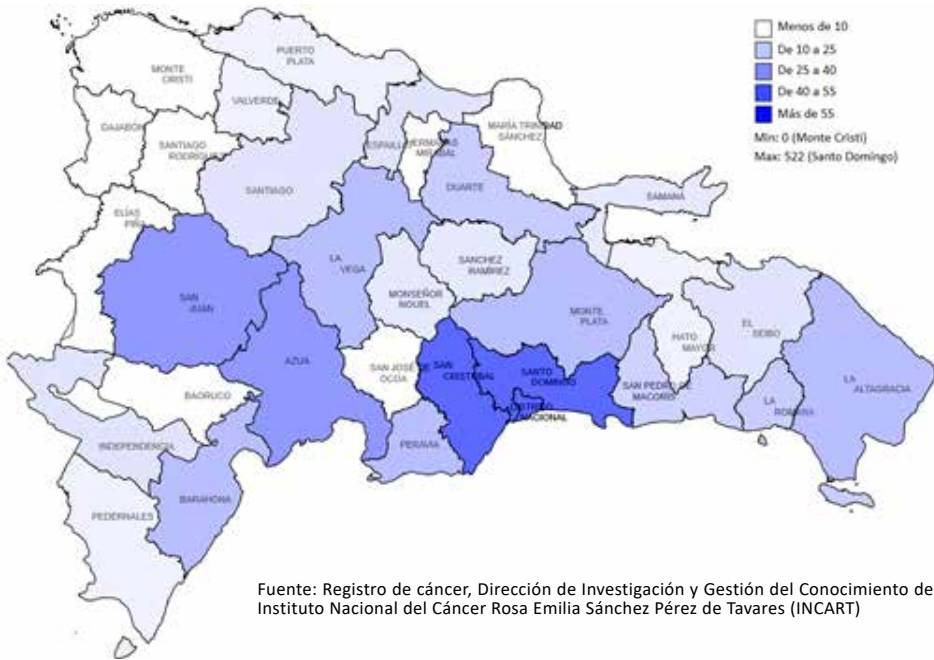 Menos de 10
De 10 a 25
De 25 a 40
De 40 a 55
Más de 55
Min: 0 (Monte Cristi)
Max: 522 (Santo Domingo)
PUERTO
PLATA
MONTE
CRISTI
VALVERDE
DAJABÓN
SANTIAGO
RODRÍGUEZ
ESPAILLAT
HERMANAS
MIRABAL
MARÍA TRINIDAD
SÁNCHEZ
SANTIAGO
DUARTE
SAMANÁ
ELÍAS
PIÑA
LA
VEGA
SANCHEZ
RAMÍREZ
SAN
JUAN
MONSEÑOR
NOUEL
MONTE
PLATA
HATO
MAYOR
EL
SEIBO
AZUA
SAN JOSÉ DE
OCOA
SAN
CRISTÓBAL
SANTO
DOMINGO
DISTRITO
NACIONAL
SAN PEDRO DE
MACORÍS
LA
ROMANA
LA
ALTAGRACIA
BAORUCO
INDEPENDENCIA
PERAVIA
BARAHONA
PEDERNALES
Fuente: Registro de cáncer, Dirección de Investigación y Gestión del Conocimiento de
Instituto Nacional del Cáncer Rosa Emilia Sánchez Pérez de Tavares (INCART)